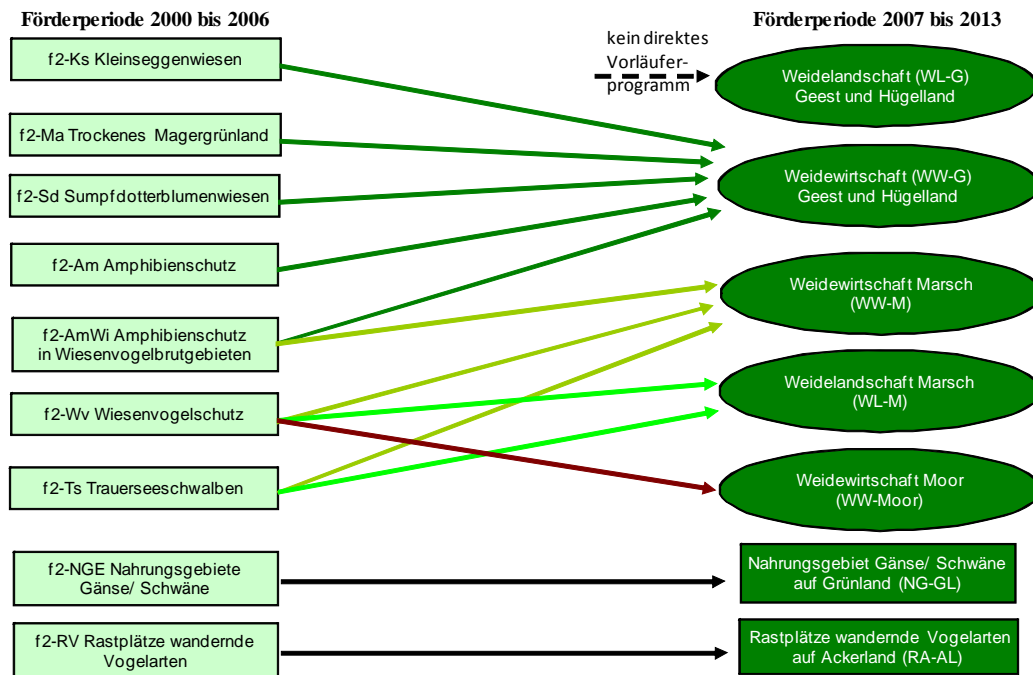 Förderperiode 2000 bis 2006
f2-Ks Kleinseggenwiesen
f2-Ma Trockenes Magergrünland
f2-Sd Sumpfdotterblumenwiesen
f2-Am Amphibienschutz
f2-AmWi Amphibienschutz
in Wiesenvogelbrutgebieten
f2-Wv Wiesenvogelschutz
f2-Ts Trauerseeschwalben
f2-NGE Nahrungsgebiete
Gänse/ Schwäne
f2-RV Rastplätze wandernde
Vogelarten
kein direktes
Vorläufer-
programm
Förderperiode 2007 bis 2013
Weidelandschaft (WL-G)
Geest und Hügelland
Weidewirtschaft (WW-G)
Geest und Hügelland
Weidewirtschaft Marsch
(WW-M)
Weidelandschaft Marsch
(WL-M)
Weidewirtschaft Moor
(WW-Moor)
Nahrungsgebiet Gänse/ Schwäne
auf Grünland (NG-GL)
Rastplätze wandernde Vogelarten
auf Ackerland (RA-AL)